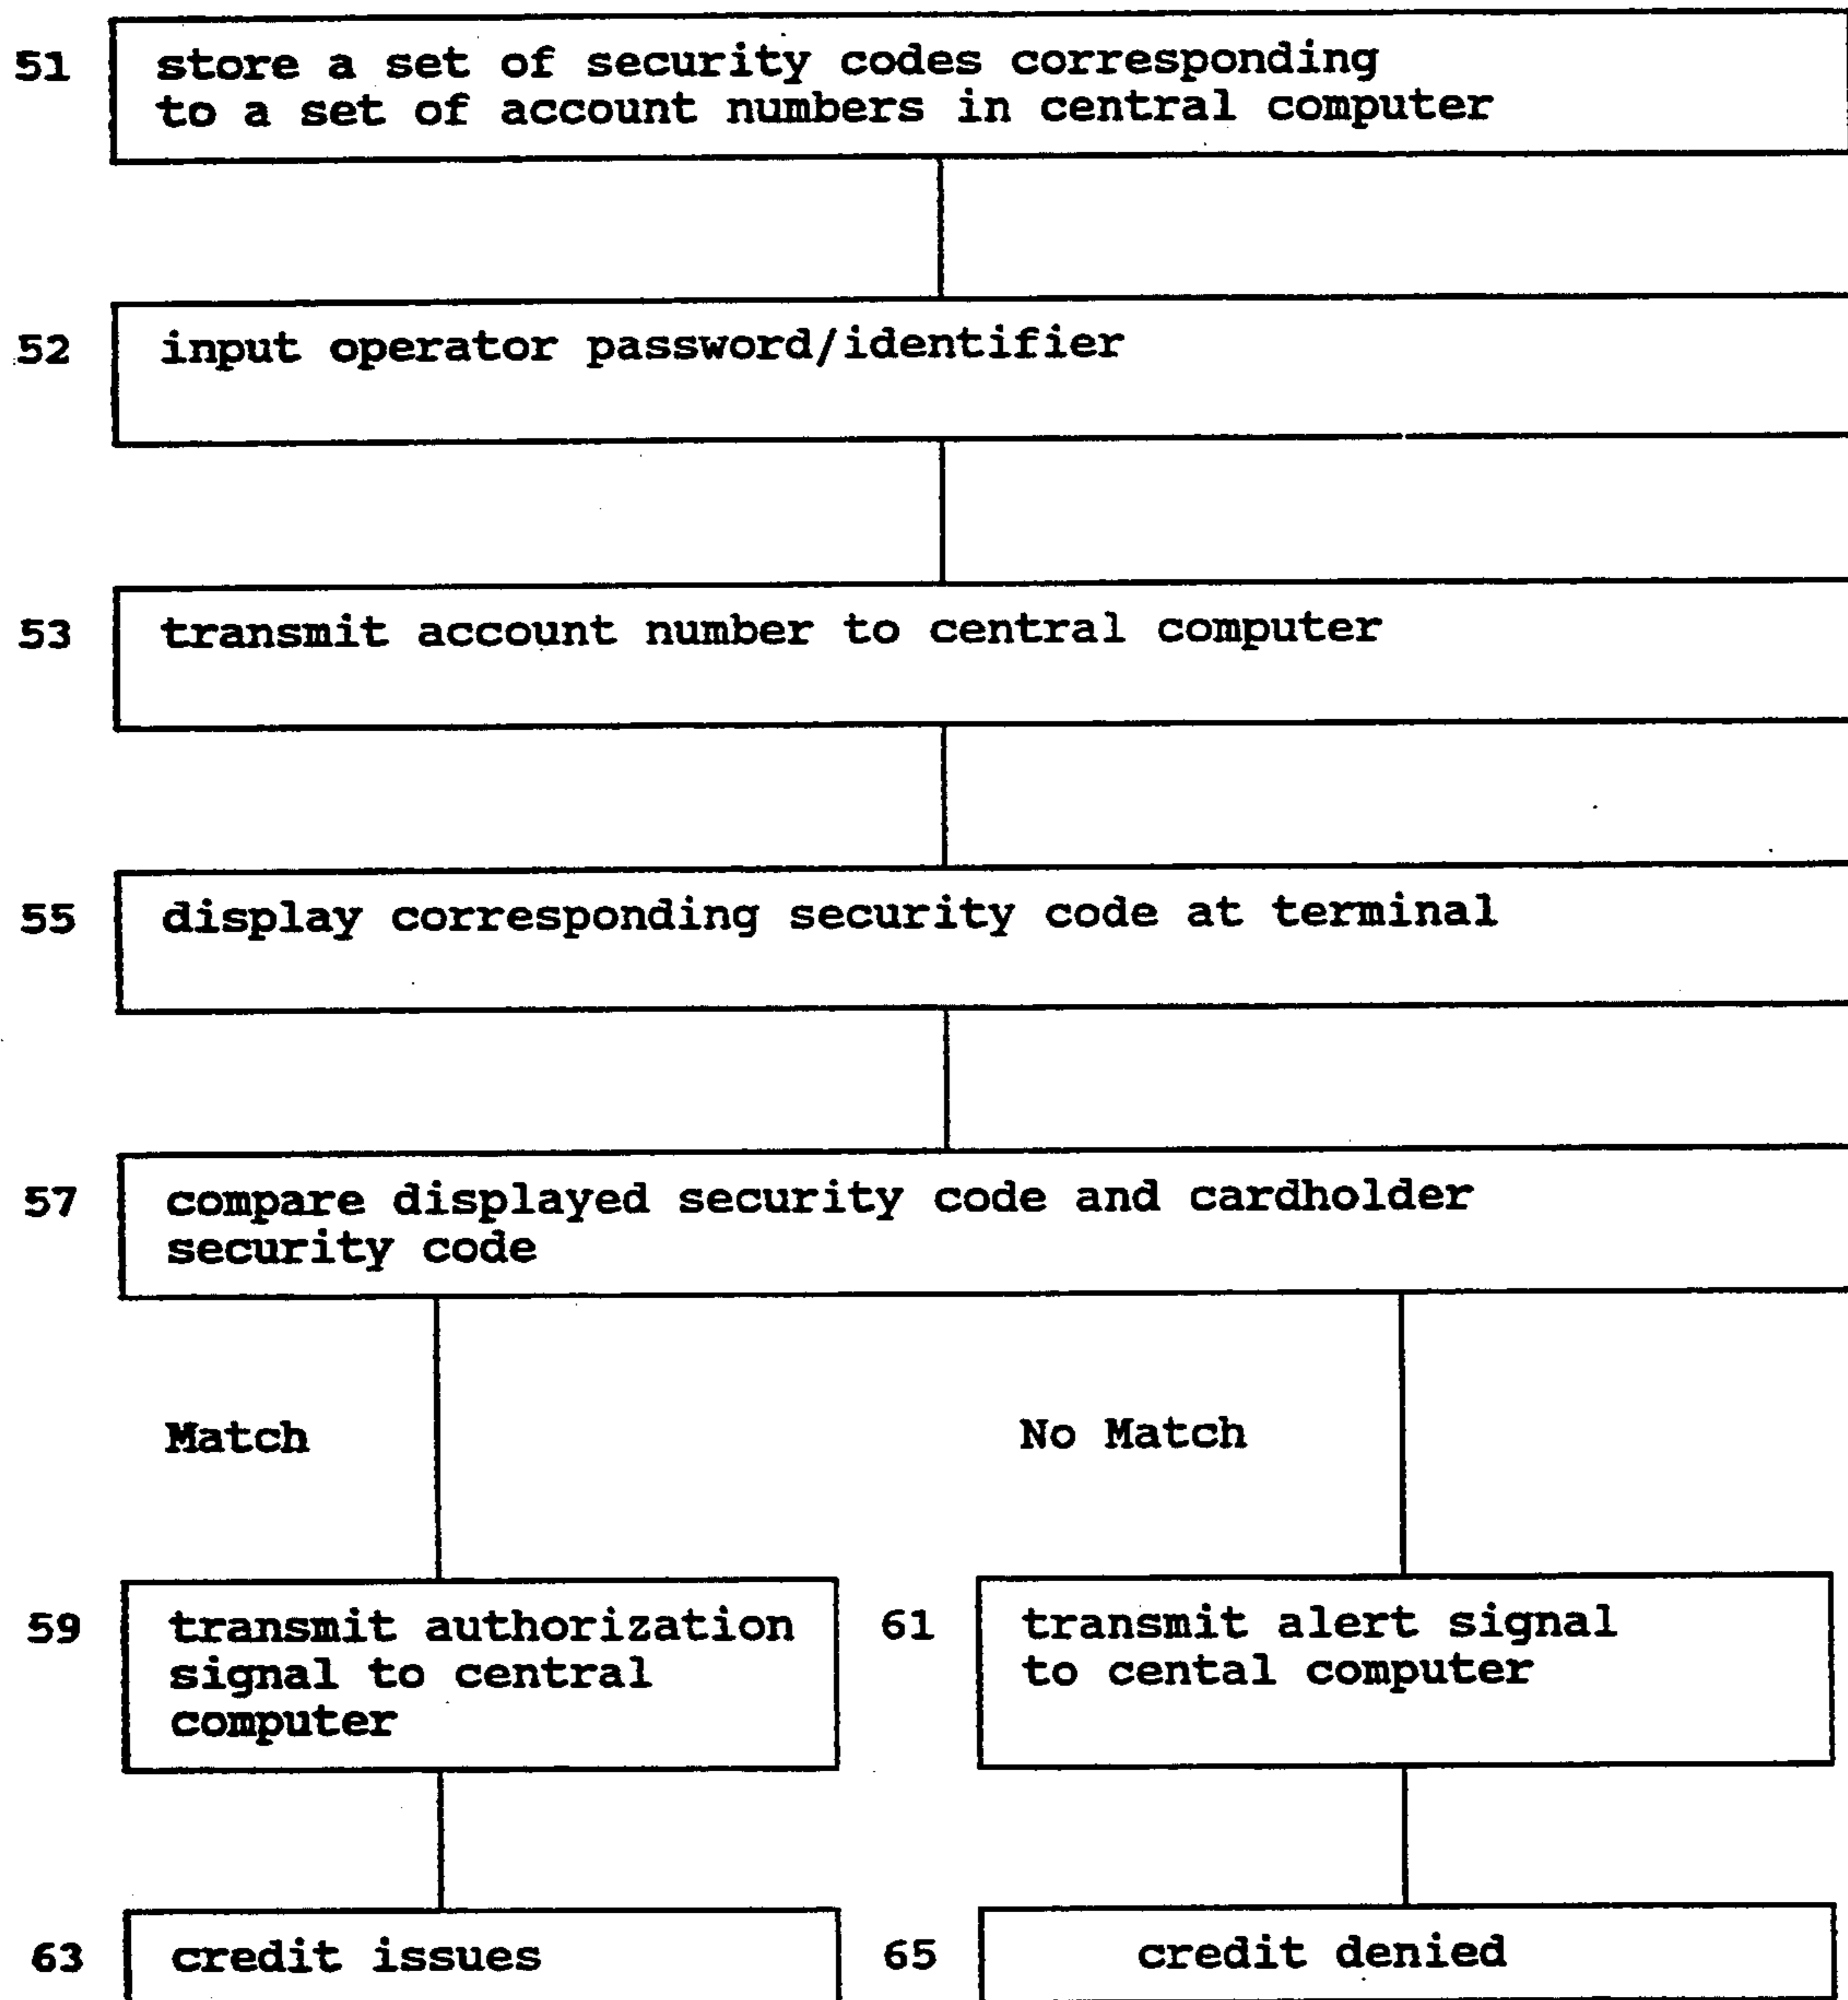 51 store a set of security codes corresponding
to a set of account numbers in central computer
52 input operator password/identifier
53 transmit account number to central computer
55 display corresponding security code at terminal
57 compare displayed security code and cardholder
security code
Match
No Match
59 transmit authorization
signal to central
computer
61 transmit alert signal
to cental computer
63 credit issues
65 credit denied